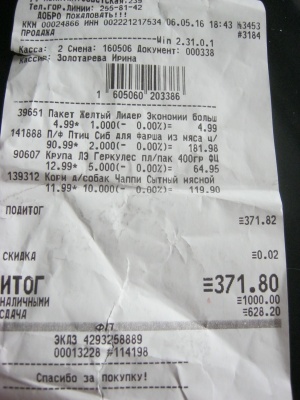 Тел.гор.линии: 255-81-42
ДОБРО ПОЖАЛОВАТЬ!!!
ККМ 00024866 ИНН 002221217534 06.05.16 18:43 №3453
ПРОДАЖА #3184
Win 2.31.0.1
Касса: 2 Смена: 160506 Документ: 000338
Кассир: Золотарева Ирина
1 605060 203386
39651 Пакет Желтый Лидер Экономии больш
4.99* 1.000(- 0.00%)= 4.99
141888 П/Ф Птич Сиб для фарша из мяса ц/
90.99* 2.000(- 0.00%)= 181.98
90607 Крупа ЛЗ Геркулес пл/пак 400гр ФЦ
12.99* 5.000(- 0.00%)= 64.95
139312 Корм д/собак Чаппи Сытный мясной
11.99* 10.000(- 0.00%)= 119.90
ПОДИТОГ
≡371.82
СКИДКА ≡0.02
ИТОГ ≡371.80
НАЛИЧНЫМИ ≡1000.00
СДАЧА =628.20
ФП
ЭКЛЗ 4293258889
00013228 #114198
Спасибо за покупку!